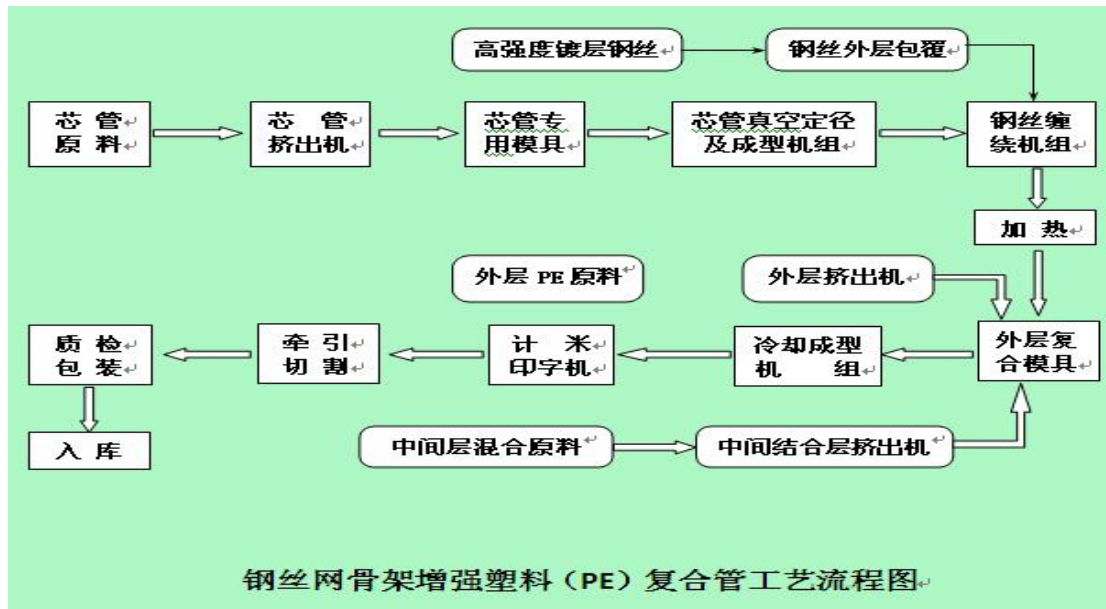 高强度镀层钢丝
钢丝外层包覆
芯 管
原 料
芯 管
挤出机
芯管专
用模具
芯管真空定径
及成型机组
钢丝缠
绕机组
加 热
外层 PE 原料
外层挤出机
质 检
包 装
牵 引
切 割
计 米
印字机
冷却成型
机 组
外层复
合模具
入 库
中间层混合原料
中间结合层挤出机
钢丝网骨架增强塑料（PE）复合管工艺流程图